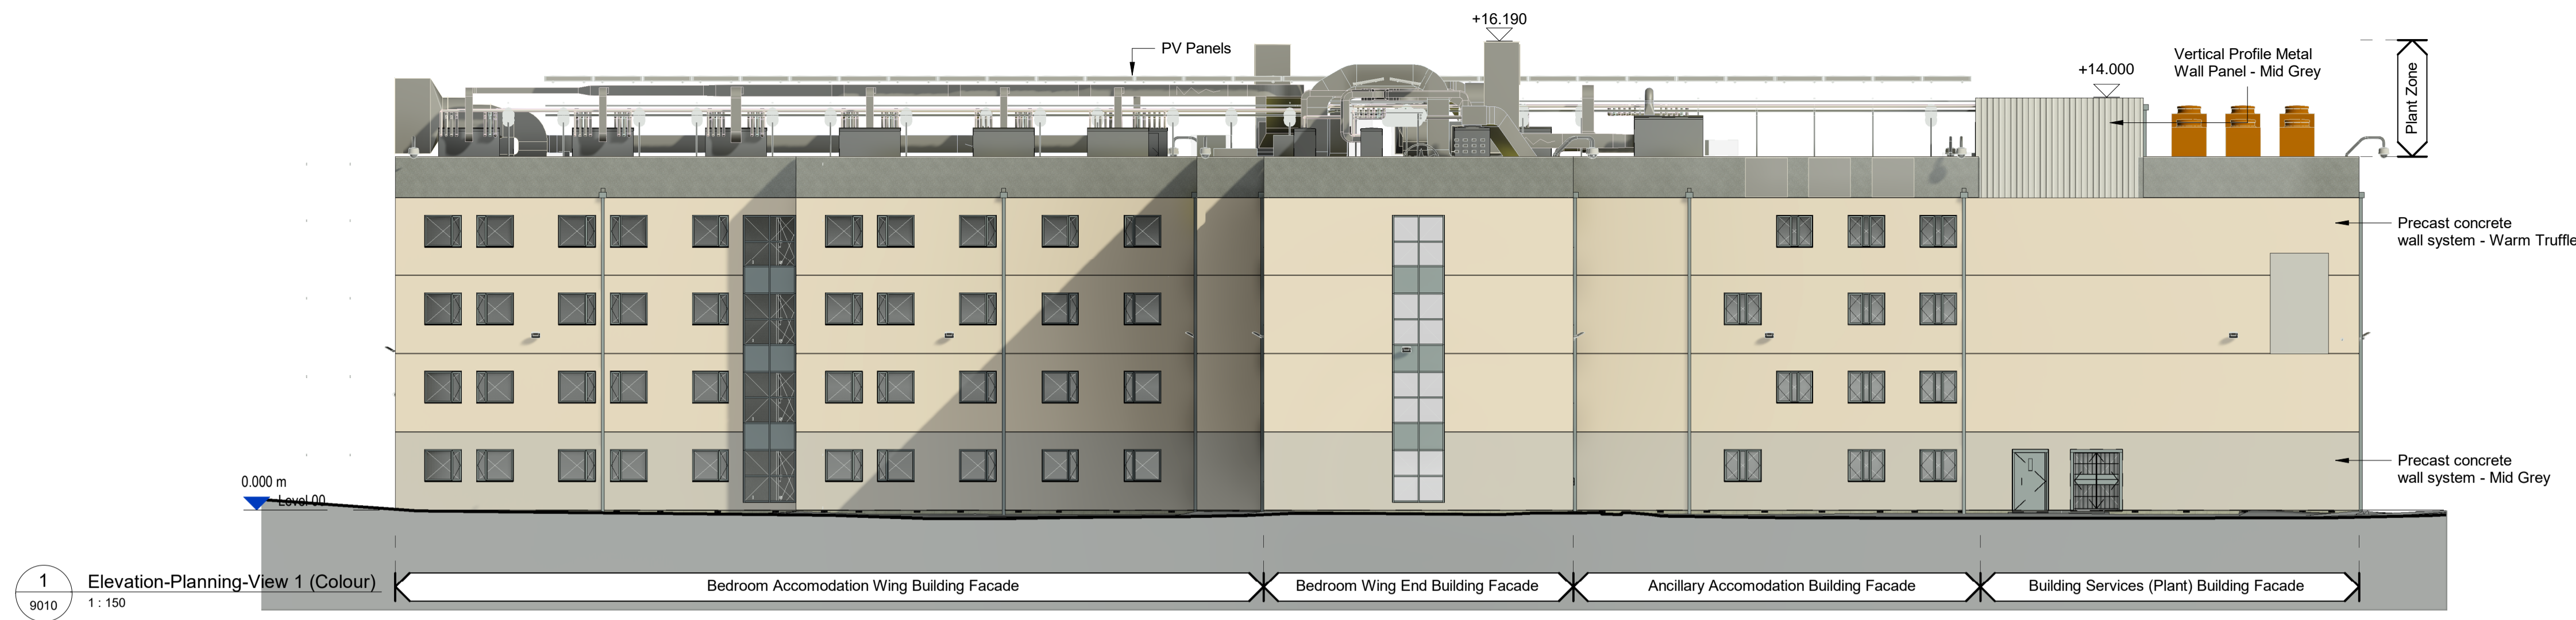 +16.190
PV Panels
Vertical Profile Metal
Wall Panel - Mid Grey
+14.000
Plant Zone
Precast concrete
wall system - Warm Truffle
Precast concrete
wall system - Mid Grey
0.000 m
Level 00
1
9010
Elevation-Planning-View 1 (Colour)
1 : 150
Bedroom Accomodation Wing Building Facade
Bedroom Wing End Building Facade
Ancillary Accomodation Building Facade
Building Services (Plant) Building Facade